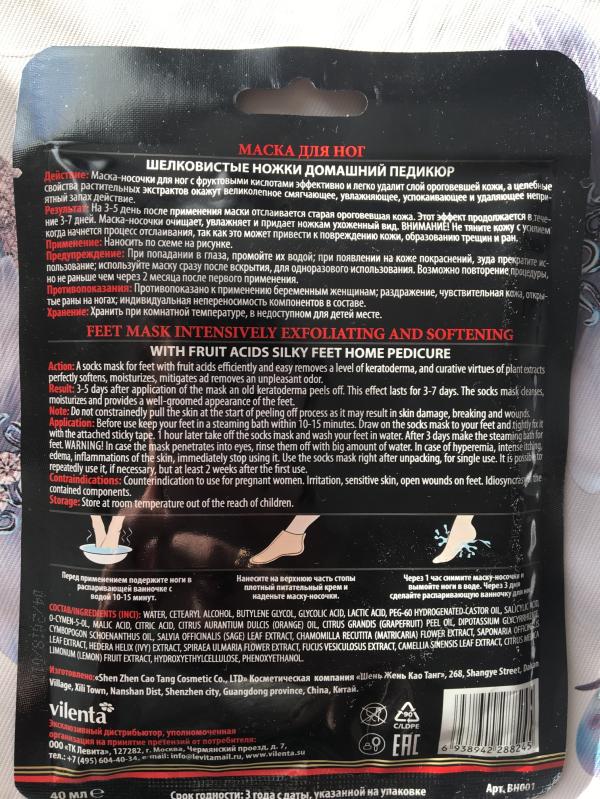 МАСКА ДЛЯ НОГ
ШЕЛКОВИСТЫЕ НОЖКИ ДОМАШНИЙ ПЕДИКЮР
Действие: Маска-носочки для ног с фруктовыми кислотами эффективно и легко удалит слой ороговевшей кожи, а целебные
свойства растительных экстрактов окажут великолепное смягчающее, увлажняющее, успокаивающее и удаляющее непри-
ятный запах действие.
Результат: На 3-5 день после применения маски отслаивается старая ороговевшая кожа. Этот эффект продолжается в тече-
ние 3-7 дней. Маска-носочки очищает, увлажняет и придает ножкам ухоженный вид. ВНИМАНИЕ! Не тяните кожу с усилием
когда начнется процесс отслаивания, так как это может привести к повреждению кожи, образованию трещин и ран.
Применение: Наносить по схеме на рисунке.
Предупреждение: При попадании в глаза, промойте их водой; при появлении на коже покраснений, зуда прекратите ис-
пользование; используйте маску сразу после вскрытия, для одноразового использования. Возможно повторение процедуры,
но не раньше чем через 2 месяца после первого применения.
Противопоказания: Противопоказано к применению беременным женщинам; раздражение, чувствительная кожа, откры-
тые раны на ногах; индивидуальная непереносимость компонентов в составе.
Хранение: Хранить при комнатной температуре, в недоступном для детей месте.
FEET MASK INTENSIVELY EXFOLIATING AND SOFTENING
WITH FRUIT ACIDS SILKY FEET HOME PEDICURE
Action: A socks mask for feet with fruit acids efficiently and easy removes a level of keratoderma, and curative virtues of plant extracts
perfectly softens, moisturizes, mitigates ad removes an unpleasant odor.
Result: 3-5 days after application of the mask an old keratoderma peels off. This effect lasts for 3-7 days. The socks mask cleanses,
moisturizes and provides a well-groomed appearance of the feet.
Note: Do not constrainedly pull the skin at the start of peeling off process as it may result in skin damage, breaking and wounds.
Application: Before use keep your feet in a steaming bath within 10-15 minutes. Draw on the socks mask to your feet and tightly fix it
with the attached sticky tape. 1 hour later take off the socks mask and wash your feet in water. After 3 days make the steaming bath for
feet. WARNING! In case the mask penetrates into eyes, rinse them off with big amount of water. In case of hyperemia, intense itching,
edema, inflammations of the skin, immediately stop using it. Use the socks mask right after unpacking, for single use. It is possible to
repeatedly use it, if necessary, but at least 2 weeks after the first use.
Contraindications: Counterindication to use for pregnant women. Irritation, sensitive skin, open wounds on feet. Idiosyncrasy of the
contained components.
Storage: Store at room temperature out of the reach of children.
Перед применением подержите ноги в
распаривающей ванночке с
водой 10-15 минут.
Нанесите на верхнюю часть стопы
плотный питательный крем и
наденьте маску-носочки.
Через 1 час снимите маску-носочки и
вымойте ноги в воде. Через 3 дня
сделайте распаривающую ванночку для ног.
СОСТАВ/INGREDIENTS (INCI): WATER, CETEARYL ALCOHOL, BUTYLENE GLYCOL, GLYCOLIC ACID, LACTIC ACID, PEG-60 HYDROGENATED-CASTOR OIL, SALICYLIC ACID,
O-CYMEN-5-OL, MALIC ACID, CITRIC ACID, CITRUS AURANTIUM DULCIS (ORANGE) OIL, CITRUS GRANDIS (GRAPEFRUIT) PEEL OIL, DIPOTASSIUM
CYMBOPOGON SCHOENANTHUS OIL, SALVIA OFFICINALIS (SAGE) LEAF EXTRACT, CHAMOMILLA RECUTITA (MATRICARIA) FLOWER EXTRACT, SAPONARIA
LEAF EXTRACT, HEDERA HELIX (IVY) EXTRACT, SPIRAEA ULMARIA FLOWER EXTRACT, FUCUS VESICULOSUS EXTRACT, CAMELLIA SINENSIS LEAF EXTRACT, CITRUS MEDICA
LIMONUM (LEMON) FRUIT EXTRACT, HYDROXYETHYLCELLULOSE, PHENOXYETHANOL.
Изготовлено: «Shen Zhen Cao Tang Cosmetic Co., LTD» Косметическая компания «Шень Жень Као Танг», 268, Shangye Street,
Village, Xili Town, Nanshan Dist, Shenzhen city, Guangdong province, China, Китай.
vilenta
Эксклюзивный дистрибьютор, уполномоченная
организация на принятие претензий от потребителя:
ООО «ТК Левита», 127282, г. Москва, Чермянский проезд, д. 7,
тел.: +7 (495) 604-40-34, e-mail: info@levitamail.ru, www.vilenta.su
C/LDPE
EAC
6 938942 288245
40 мл e
Срок годности: 3 года с даты, указанной на упаковке
Арт. BH001